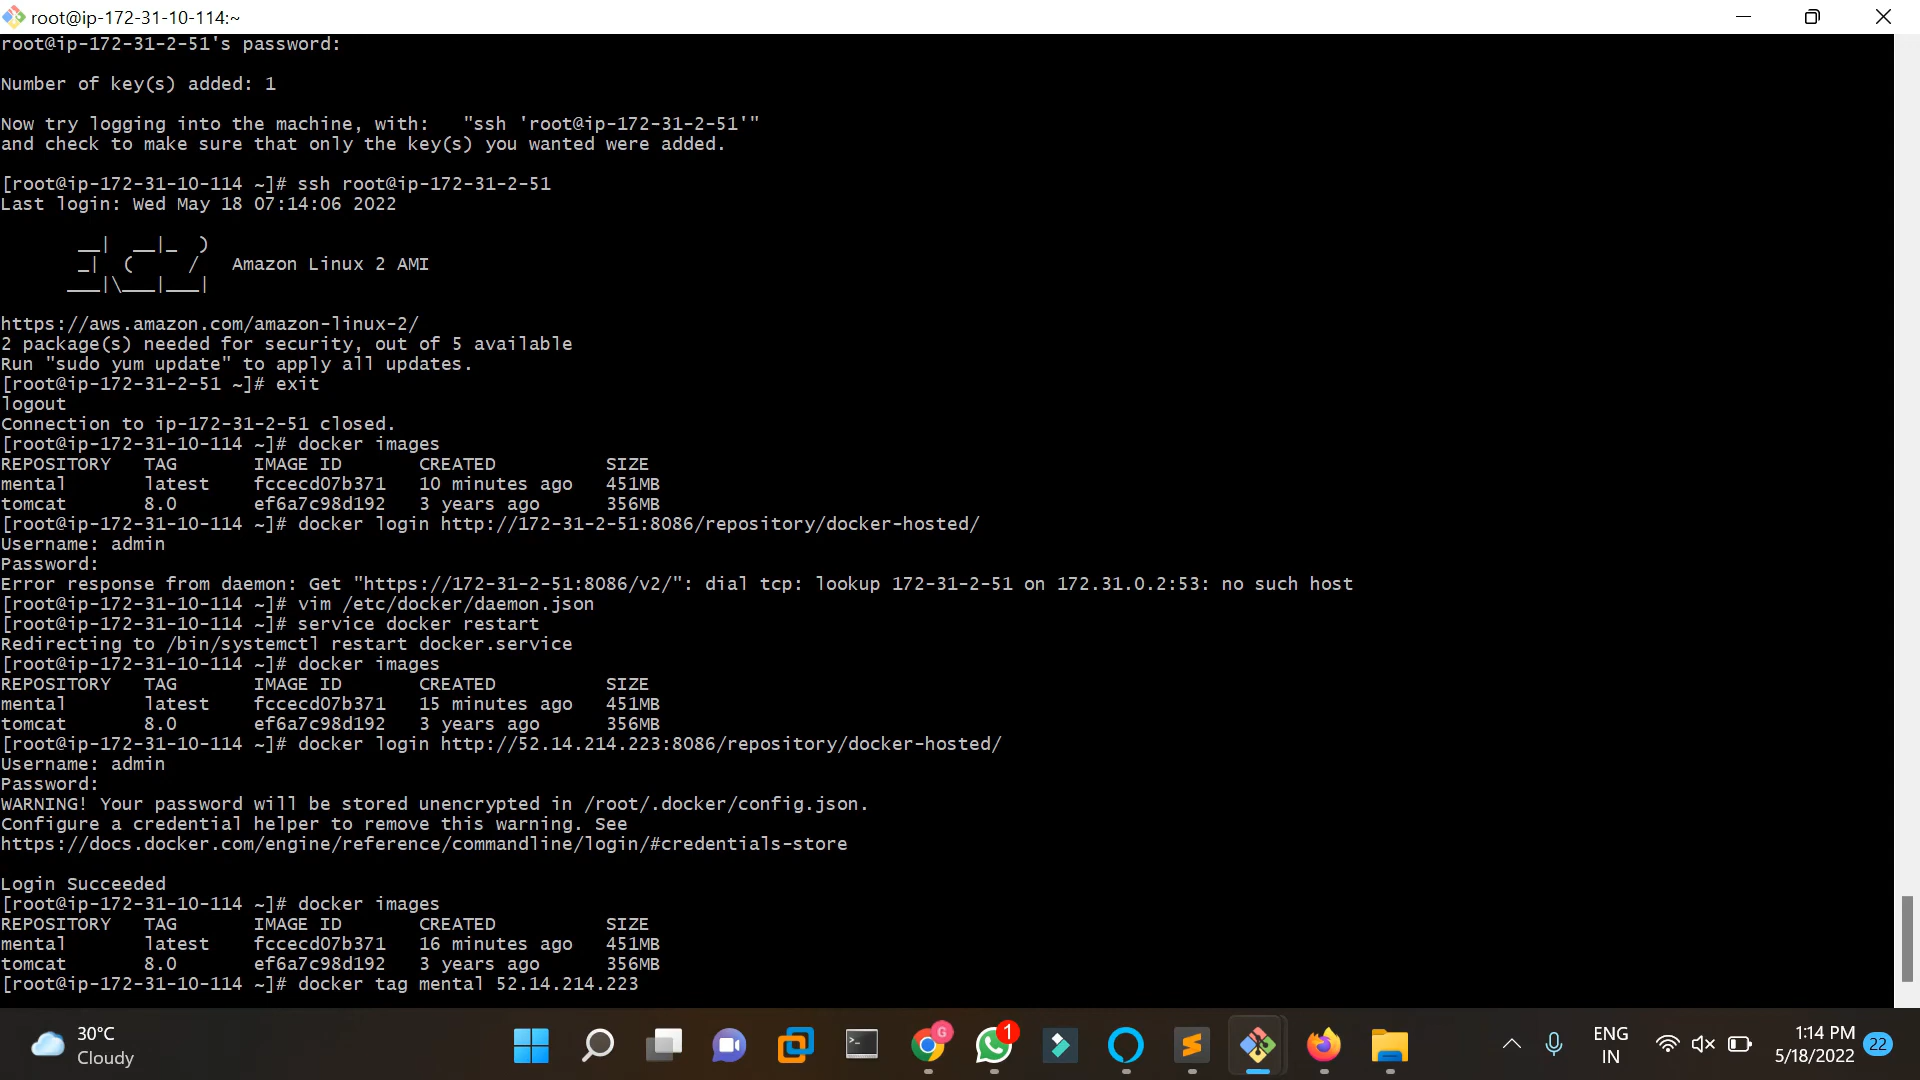 root@ip-172-31-10-114:~
root@ip-172-31-2-51's password:
Number of key(s) added: 1
Now try logging into the machine, with:   "ssh 'root@ip-172-31-2-51'"
and check to make sure that only the key(s) you wanted were added.
[root@ip-172-31-10-114 ~]# ssh root@ip-172-31-2-51
Last login: Wed May 18 07:14:06 2022
       __|  __|_  )
       _|  (     /   Amazon Linux 2 AMI
      ___|\___|___|
https://aws.amazon.com/amazon-linux-2/
2 package(s) needed for security, out of 5 available
Run "sudo yum update" to apply all updates.
[root@ip-172-31-2-51 ~]# exit
logout
Connection to ip-172-31-2-51 closed.
[root@ip-172-31-10-114 ~]# docker images
REPOSITORY   TAG       IMAGE ID       CREATED          SIZE
mental       latest    fccecd07b371   10 minutes ago   451MB
tomcat       8.0       ef6a7c98d192   3 years ago      356MB
[root@ip-172-31-10-114 ~]# docker login http://172-31-2-51:8086/repository/docker-hosted/
Username: admin
Password:
Error response from daemon: Get "https://172-31-2-51:8086/v2/": dial tcp: lookup 172-31-2-51 on 172.31.0.2:53: no such host
[root@ip-172-31-10-114 ~]# vim /etc/docker/daemon.json
[root@ip-172-31-10-114 ~]# service docker restart
Redirecting to /bin/systemctl restart docker.service
[root@ip-172-31-10-114 ~]# docker images
REPOSITORY   TAG       IMAGE ID       CREATED          SIZE
mental       latest    fccecd07b371   15 minutes ago   451MB
tomcat       8.0       ef6a7c98d192   3 years ago      356MB
[root@ip-172-31-10-114 ~]# docker login http://52.14.214.223:8086/repository/docker-hosted/
Username: admin
Password:
WARNING! Your password will be stored unencrypted in /root/.docker/config.json.
Configure a credential helper to remove this warning. See
https://docs.docker.com/engine/reference/commandline/login/#credentials-store
Login Succeeded
[root@ip-172-31-10-114 ~]# docker images
REPOSITORY   TAG       IMAGE ID       CREATED          SIZE
mental       latest    fccecd07b371   16 minutes ago   451MB
tomcat       8.0       ef6a7c98d192   3 years ago      356MB
[root@ip-172-31-10-114 ~]# docker tag mental 52.14.214.223
30°C
Cloudy
G
1
ENG
IN
1:14 PM
5/18/2022
22